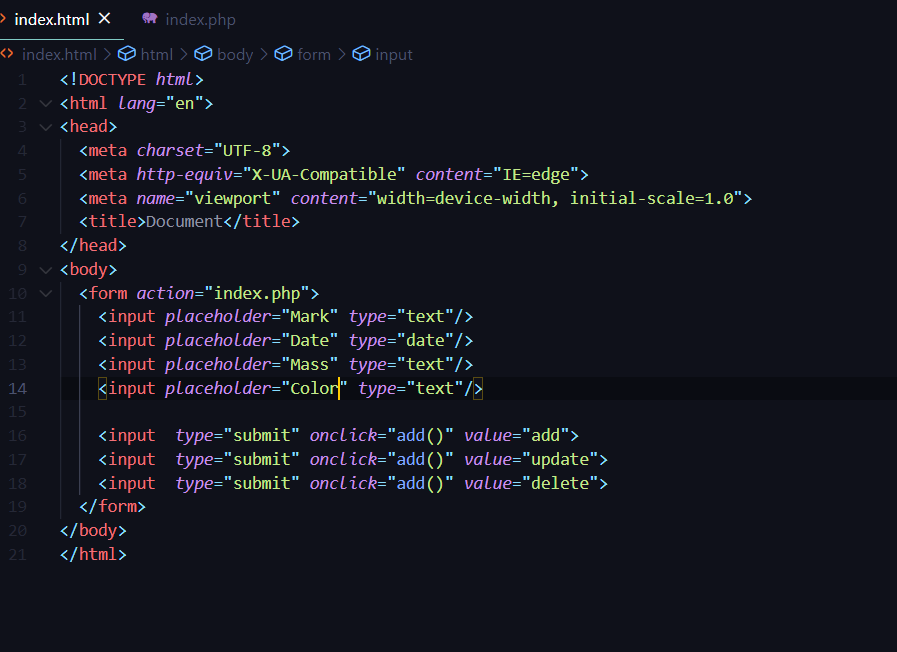 index.html × index.php
<> index.html > html > body > form > input
1 <!DOCTYPE html>
2 <html lang="en">
3 <head>
4 <meta charset="UTF-8">
5 <meta http-equiv="X-UA-Compatible" content="IE=edge">
6 <meta name="viewport" content="width=device-width, initial-scale=1.0">
7 <title>Document</title>
8 </head>
9 <body>
10 <form action="index.php">
11 <input placeholder="Mark" type="text"/>
12 <input placeholder="Date" type="date"/>
13 <input placeholder="Mass" type="text"/>
14 <input placeholder="Color" type="text"/>
15
16 <input  type="submit" onclick="add()" value="add">
17 <input  type="submit" onclick="add()" value="update">
18 <input  type="submit" onclick="add()" value="delete">
19 </form>
20 </body>
21 </html>